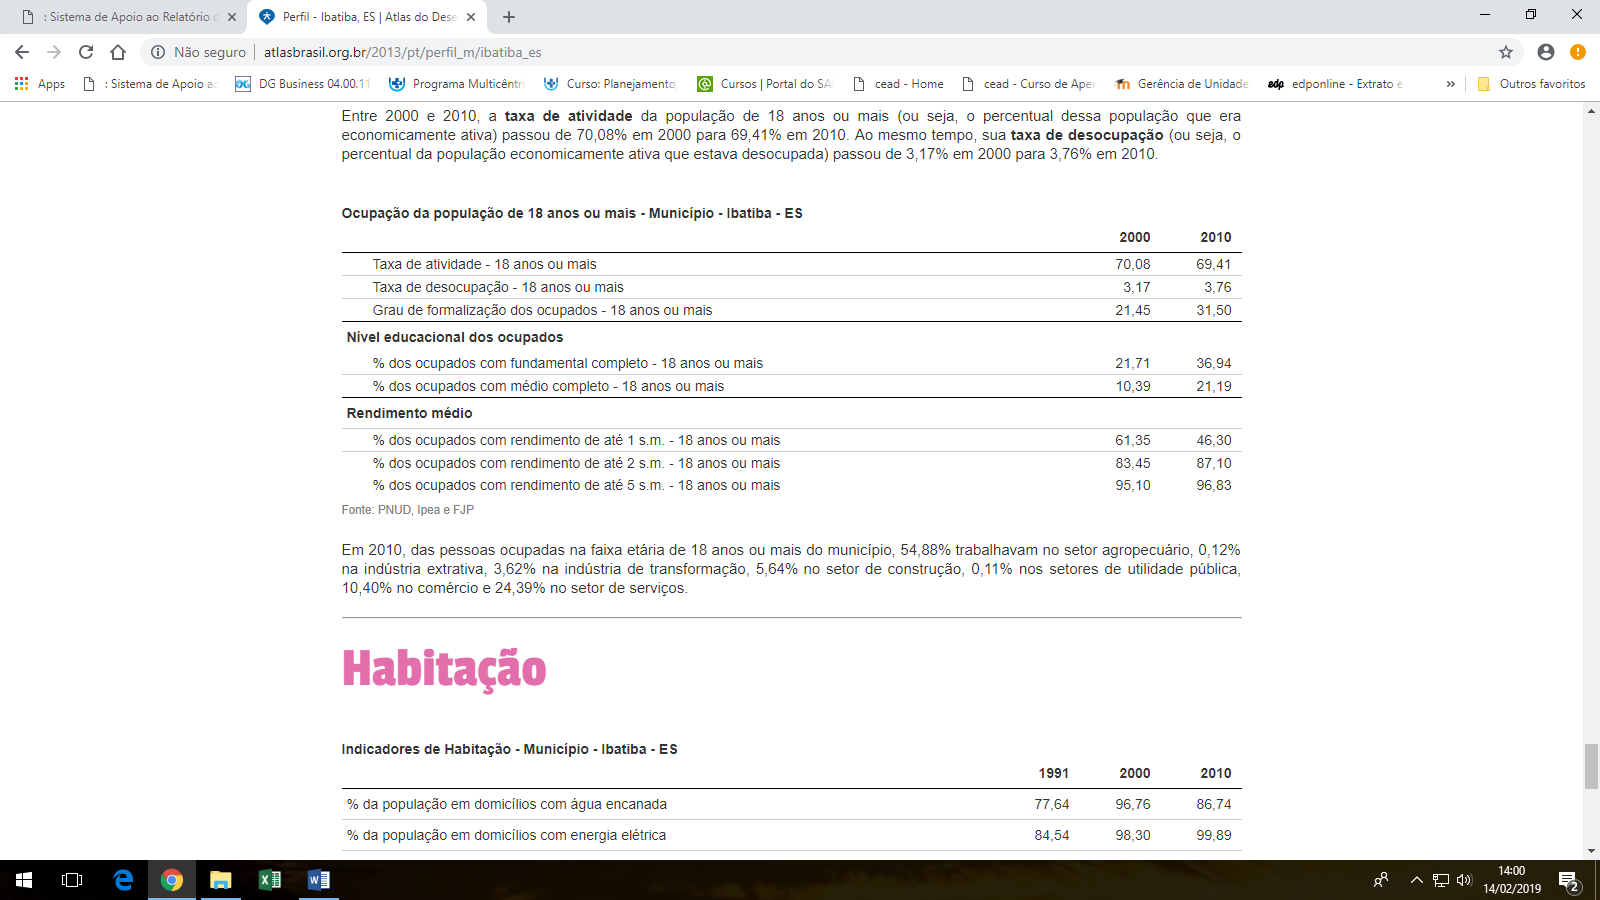 : Sistema de Apoio ao Relatório d
Perfil - Ibatiba, ES | Atlas do Dese
Não seguro
atlasbrasil.org.br/2013/pt/perfil_m/ibatiba_es
Apps
: Sistema de Apoio ao
DG Business 04.00.11
Programa Multicêntri
Curso: Planejamento,
Cursos | Portal do SA
cead - Home
cead - Curso de Aper
Gerência de Unidade
edp
edponline - Extrato e
»
Outros favoritos
Entre 2000 e 2010, a taxa de atividade da população de 18 anos ou mais (ou seja, o percentual dessa população que era
economicamente ativa) passou de 70,08% em 2000 para 69,41% em 2010. Ao mesmo tempo, sua taxa de desocupação (ou seja, o
percentual da população economicamente ativa que estava desocupada) passou de 3,17% em 2000 para 3,76% em 2010.
Ocupação da população de 18 anos ou mais - Município - Ibatiba - ES
2000 2010
Taxa de atividade - 18 anos ou mais 70,08 69,41
Taxa de desocupação - 18 anos ou mais 3,17 3,76
Grau de formalização dos ocupados - 18 anos ou mais 21,45 31,50
Nível educacional dos ocupados
% dos ocupados com fundamental completo - 18 anos ou mais 21,71 36,94
% dos ocupados com médio completo - 18 anos ou mais 10,39 21,19
Rendimento médio
% dos ocupados com rendimento de até 1 s.m. - 18 anos ou mais 61,35 46,30
% dos ocupados com rendimento de até 2 s.m. - 18 anos ou mais 83,45 87,10
% dos ocupados com rendimento de até 5 s.m. - 18 anos ou mais 95,10 96,83
Fonte: PNUD, Ipea e FJP
Em 2010, das pessoas ocupadas na faixa etária de 18 anos ou mais do município, 54,88% trabalhavam no setor agropecuário, 0,12%
na indústria extrativa, 3,62% na indústria de transformação, 5,64% no setor de construção, 0,11% nos setores de utilidade pública,
10,40% no comércio e 24,39% no setor de serviços.
Habitação
Indicadores de Habitação - Município - Ibatiba - ES
1991 2000 2010
% da população em domicílios com água encanada 77,64 96,76 86,74
% da população em domicílios com energia elétrica 84,54 98,30 99,89
14:00
14/02/2019
2